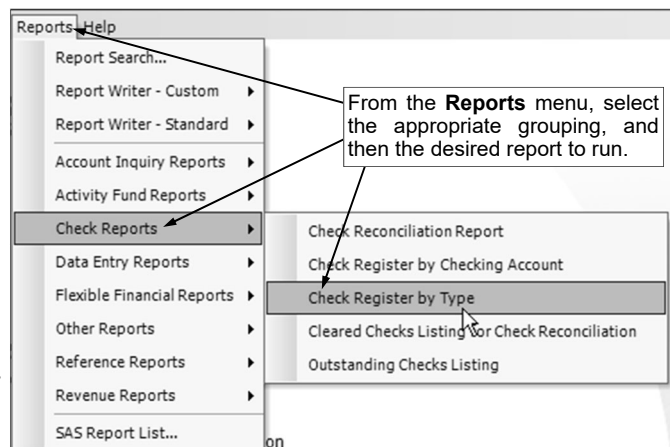 Reports Help
Report Search...
Report Writer - Custom
Report Writer - Standard
Account Inquiry Reports
Activity Fund Reports
Check Reports
Data Entry Reports
Flexible Financial Reports
Other Reports
Reference Reports
Revenue Reports
SAS Report List...
on
From the Reports menu, select
the appropriate grouping, and
then the desired report to run.
Check Reconciliation Report
Check Register by Checking Account
Check Register by Type
Cleared Checks Listing for Check Reconciliation
Outstanding Checks Listing